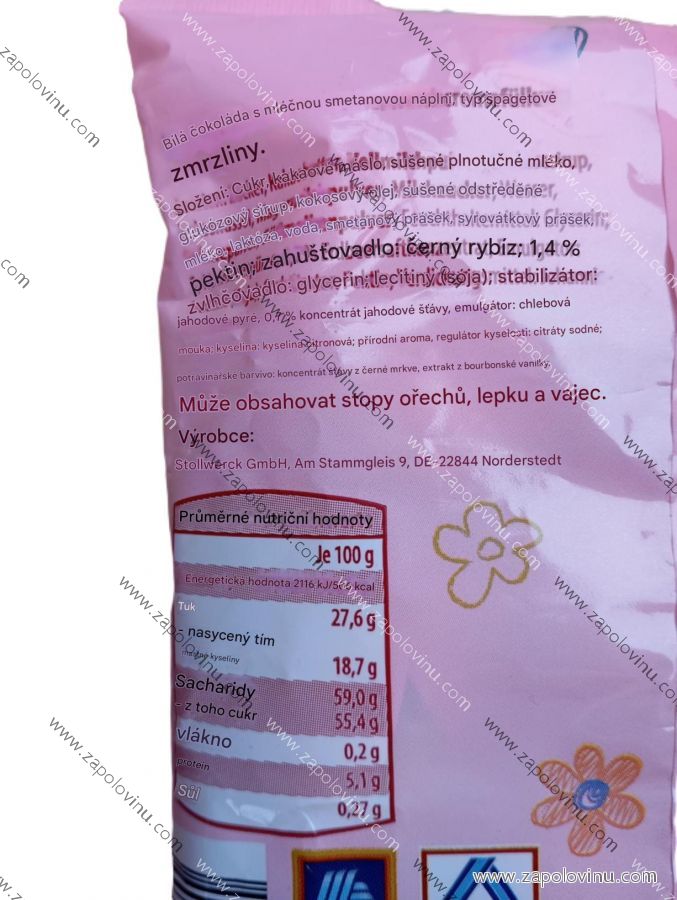 Bílá čokoláda s mléčnou smetanovou náplní, typ spagetové
zmrzliny.
Složení: Cukr, kakaové máslo, sušené plnotučné mléko,
glukózový sirup, kokosový olej, sušené odstředěné
mléko, laktóza, voda, smetanový prášek, syrovátkový prášek,
pektin; zahušťovadlo: černý rybíz; 1,4 %
zvlhčovadlo: glycerin; lecitiny (sója); stabilizátor:
jahodové pyre, 0,7% koncentrát jahodové šťávy, emulgátor: chlebová
mouka; kyselina: kyselina citronová; přírodní aroma, regulátor kyselosti: citráty sodné;
potravinářské barvivo: koncentrát šťávy z černé mrkve, extrakt z bourbonské vanilky
Může obsahovat stopy ořechů, lepku a vajec.
Výrobce:
Stollwerck GmbH, Am Stammgleis 9, DE-22844 Norderstedt
Průměrné nutriční hodnoty
Je 100 g
Energetická hodnota 2116 kJ/ kcal
Tuk 27,6 g
nasycený tím
mastné kyseliny 18,7 g
Sacharidy 59,0 g
- z toho cukr 55,4 g
vlákno 0,2 g
protein 5,1 g
Sůl 0,27 g
www.zapolovinu.com